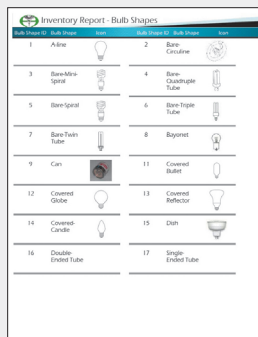 Inventory Report - Bulb Shapes
Bulb Shape ID Bulb Shape Icon Bulb Shape ID Bulb Shape Icon
1 A-line 2 Bare-
Circuline
3 Bare-Mini- 4 Bare-
Spiral Quadruple
Tube
5 Bare-Spiral 6 Bare-Triple
Tube
7 Bare-Twin 8 Bayonet
Tube
9 Can 11 Covered
Bullet
12 Covered 13 Covered
Globe Reflector
14 Covered- 15 Dish
Candle
16 Double- 17 Single-
Ended Tube Ended Tube